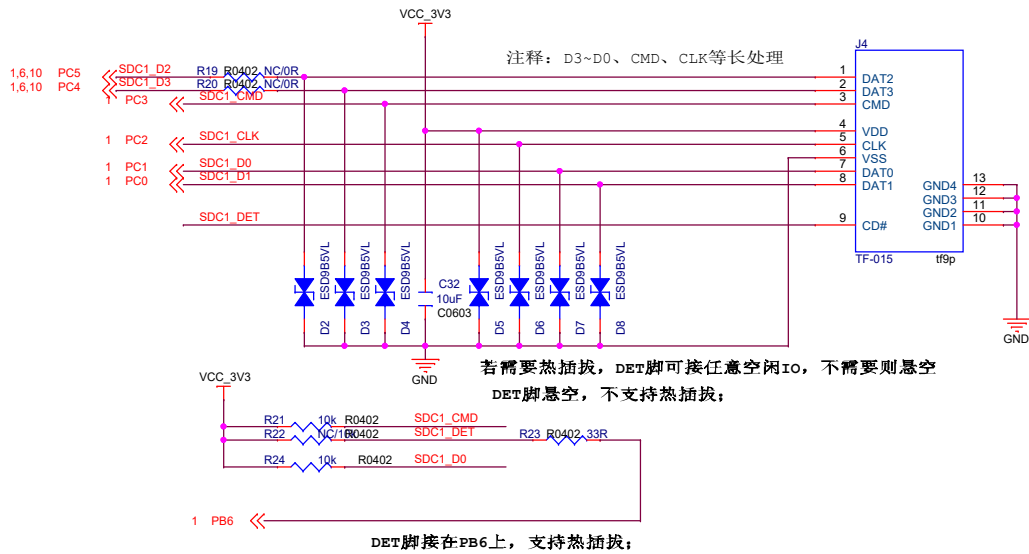 VCC_3V3
注释: D3~D0、CMD、CLK等长处理
J4
1,6,10 PC5 SDC1_D2 R19 R0402 NC/0R 1 DAT2
1,6,10 PC4 SDC1_D3 R20 R0402 NC/0R 2 DAT3
1 PC3 SDC1_CMD 3 CMD
4 VDD
1 PC2 SDC1_CLK 5 CLK
6 VSS
1 PC1 SDC1_D0 7 DAT0
1 PC0 SDC1_D1 8 DAT1
GND4 13
GND3 12
GND2 11
GND1 10
SDC1_DET 9 CD#
TF-015 tf9p
ESD9B5VL D2
ESD9B5VL D3
ESD9B5VL D4
C32
10uF
C0603
ESD9B5VL D5
ESD9B5VL D6
ESD9B5VL D7
ESD9B5VL D8
GND
GND
若需要热插拔，DET脚可接任意空闲IO，不需要则悬空
DET脚悬空，不支持热插拔；
VCC_3V3
R21 10k R0402 SDC1_CMD
R22 NC/10k R0402 SDC1_DET R23 R0402 33R
R24 10k R0402 SDC1_D0
1 PB6
DET脚接在PB6上，支持热插拔；